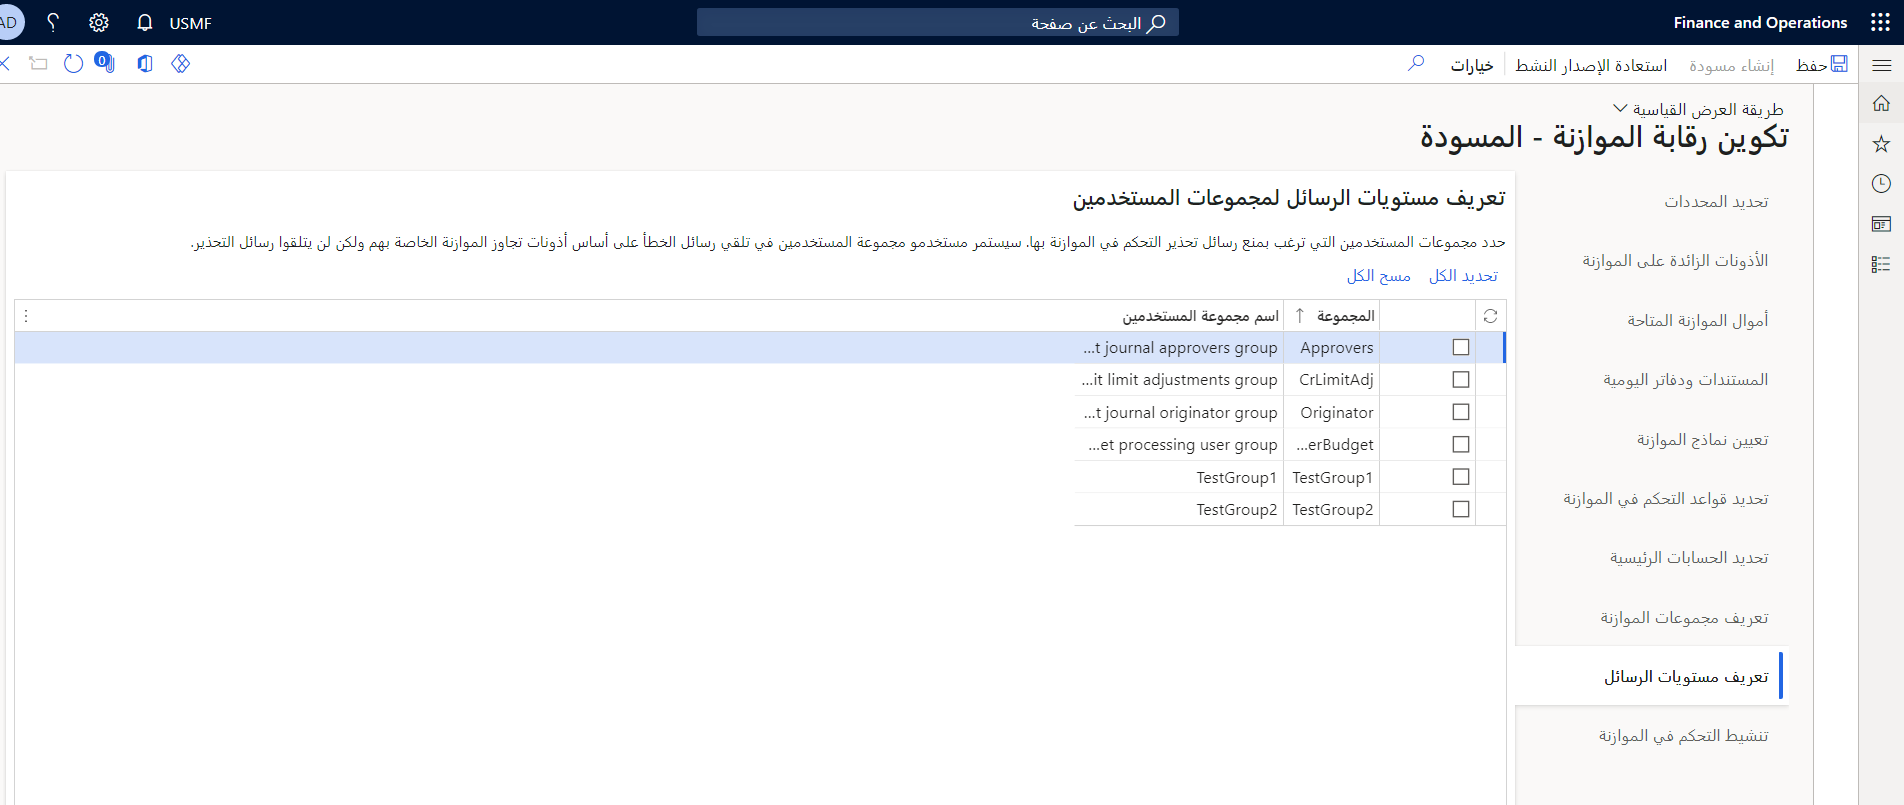 Finance and Operations
البحث عن صفحة
USMF
AD
حفظ
إنشاء مسودة
استعادة الإصدار النشط
خيارات
0
طريقة العرض القياسية
تكوين رقابة الموازنة - المسودة
تحديد المحددات
الأذونات الزائدة على الموازنة
أموال الموازنة المتاحة
المستندات ودفاتر اليومية
تعيين نماذج الموازنة
تحديد قواعد التحكم في الموازنة
تحديد الحسابات الرئيسية
تعريف مجموعات الموازنة
تعريف مستويات الرسائل
تنشيط التحكم في الموازنة
تعريف مستويات الرسائل لمجموعات المستخدمين
حدد مجموعات المستخدمين التي ترغب بمنع رسائل تحذير التحكم في الموازنة بها. سيستمر مستخدمو مجموعة المستخدمين في تلقي رسائل الخطأ على أساس أذونات تجاوز الموازنة الخاصة بهم ولكن لن يتلقوا رسائل التحذير.
تحديد الكل مسح الكل
المجموعة اسم مجموعة المستخدمين
Approvers ...t journal approvers group
CrLimitAdj ...it limit adjustments group
Originator ...t journal originator group
...erBudget ...et processing user group
TestGroup1 TestGroup1
TestGroup2 TestGroup2